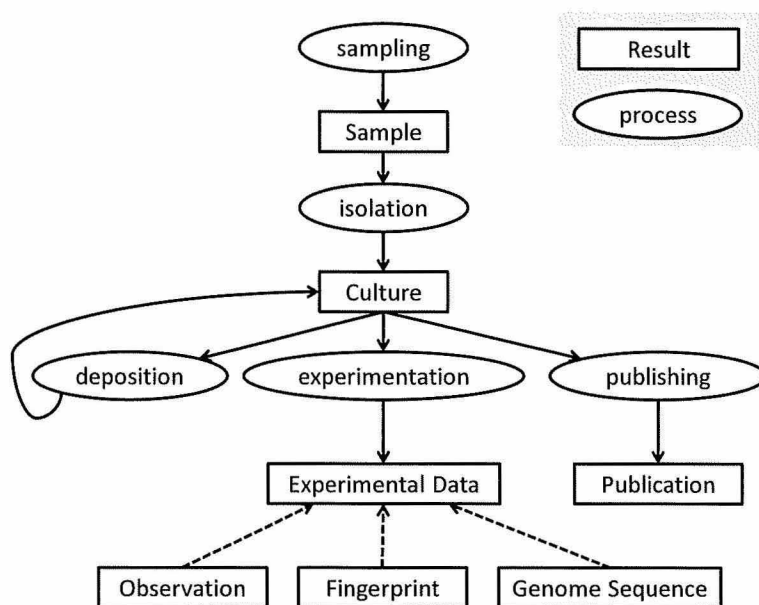 sampling
Result
process
Sample
isolation
Culture
deposition
experimentation
publishing
Experimental Data
Publication
Observation
Fingerprint
Genome Sequence